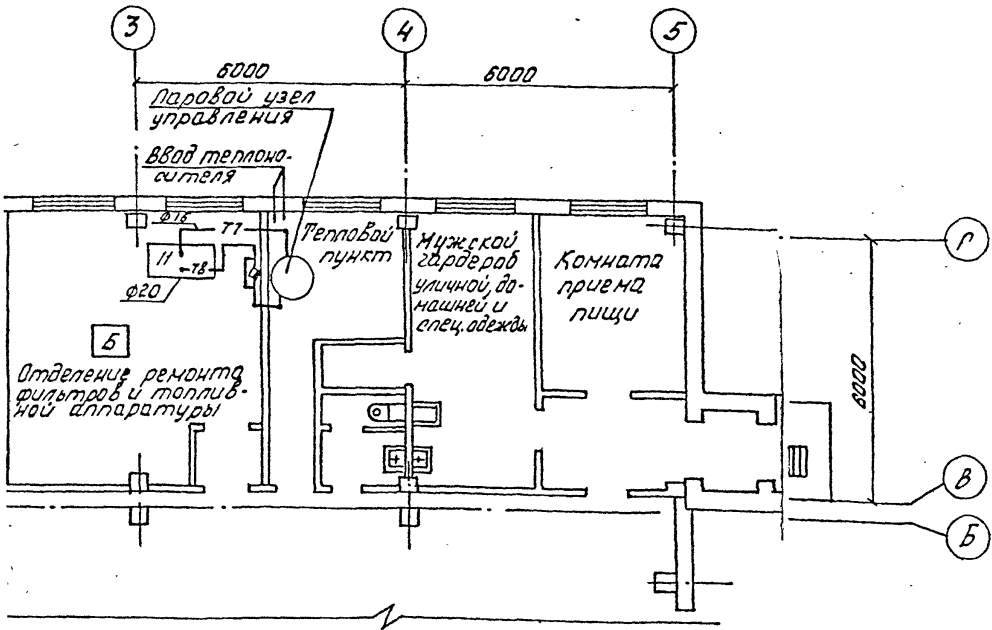 3
4
5
6000
6000
Паровой узел
управления
Ввод теплоно-
сителя
ф16
Т7
11
Т8
ф20
Тепловой
пункт
Мужской
гардероб
уличной, до-
машней и
спец. одежды
Комната
приема
пищи
Б
Отделение ремонта
фильтров и топлив-
ной аппаратуры
6000
Г
В
Б